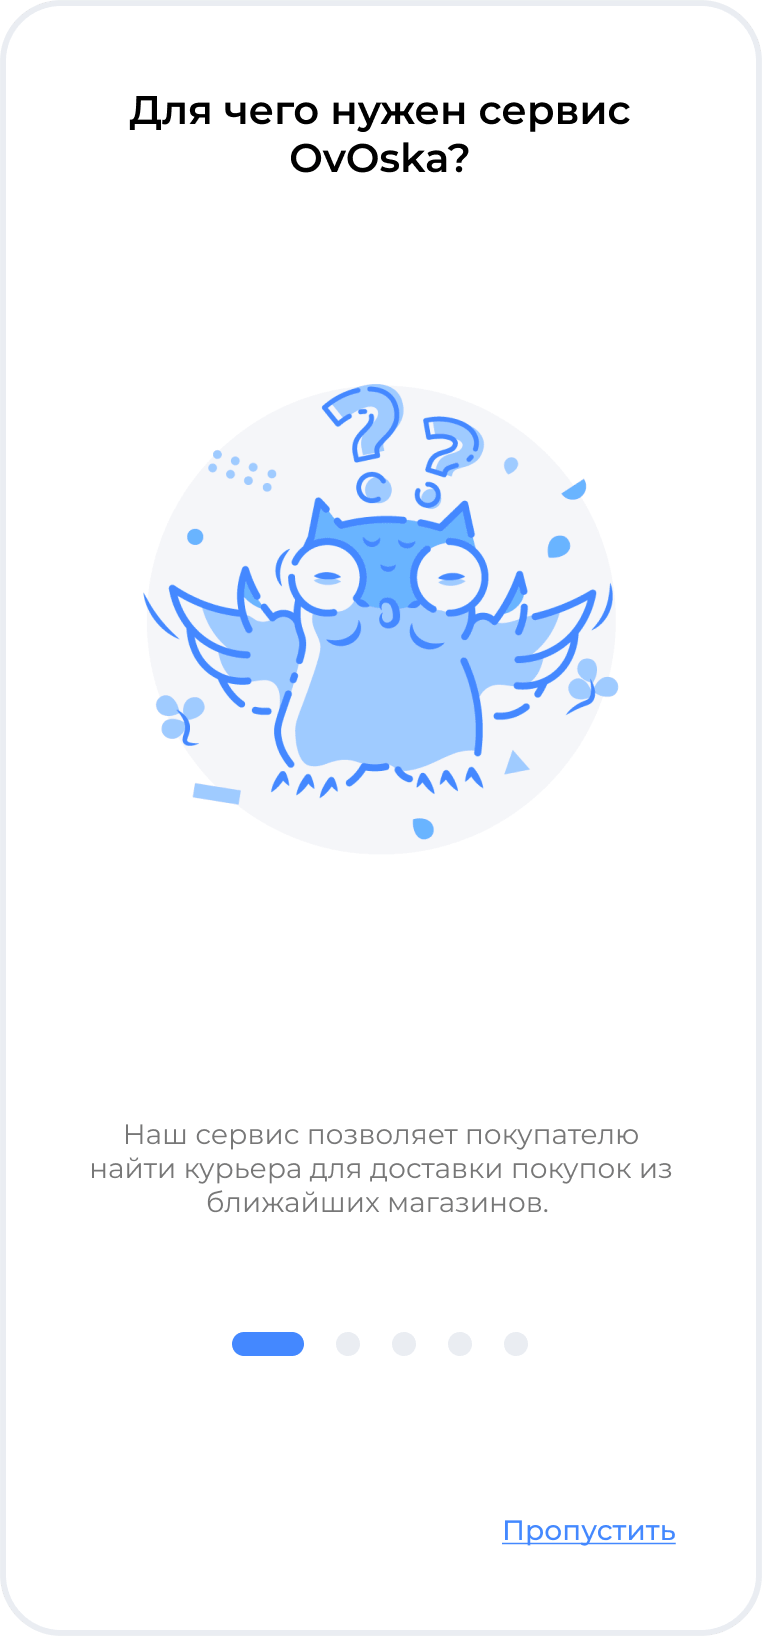 Для чего нужен сервис
OvOska?
??
Наш сервис позволяет покупателю
найти курьера для доставки покупок из
ближайших магазинов.
Пропустить